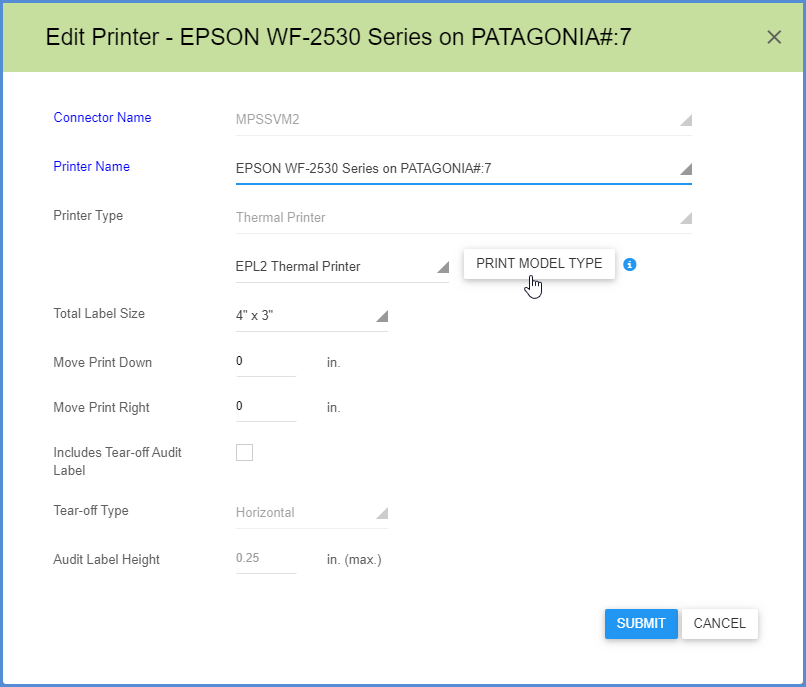 Edit Printer - EPSON WF-2530 Series on PATAGONIA#:7
Connector Name MPSSVM2
Printer Name EPSON WF-2530 Series on PATAGONIA#:7
Printer Type Thermal Printer
EPL2 Thermal Printer PRINT MODEL TYPE i
Total Label Size 4" x 3"
Move Print Down 0 in.
Move Print Right 0 in.
Includes Tear-off Audit
Label
Tear-off Type Horizontal
Audit Label Height 0.25 in. (max.)
SUBMIT CANCEL